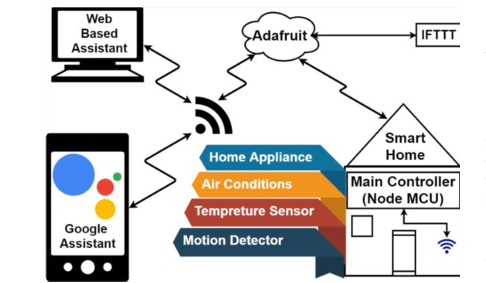 Web
Based
Assistant
Adafruit
IFTTT
Google
Assistant
Home Appliance
Air Conditions
Tempreture Sensor
Motion Detector
Smart
Home
Main Controller
(Node MCU)